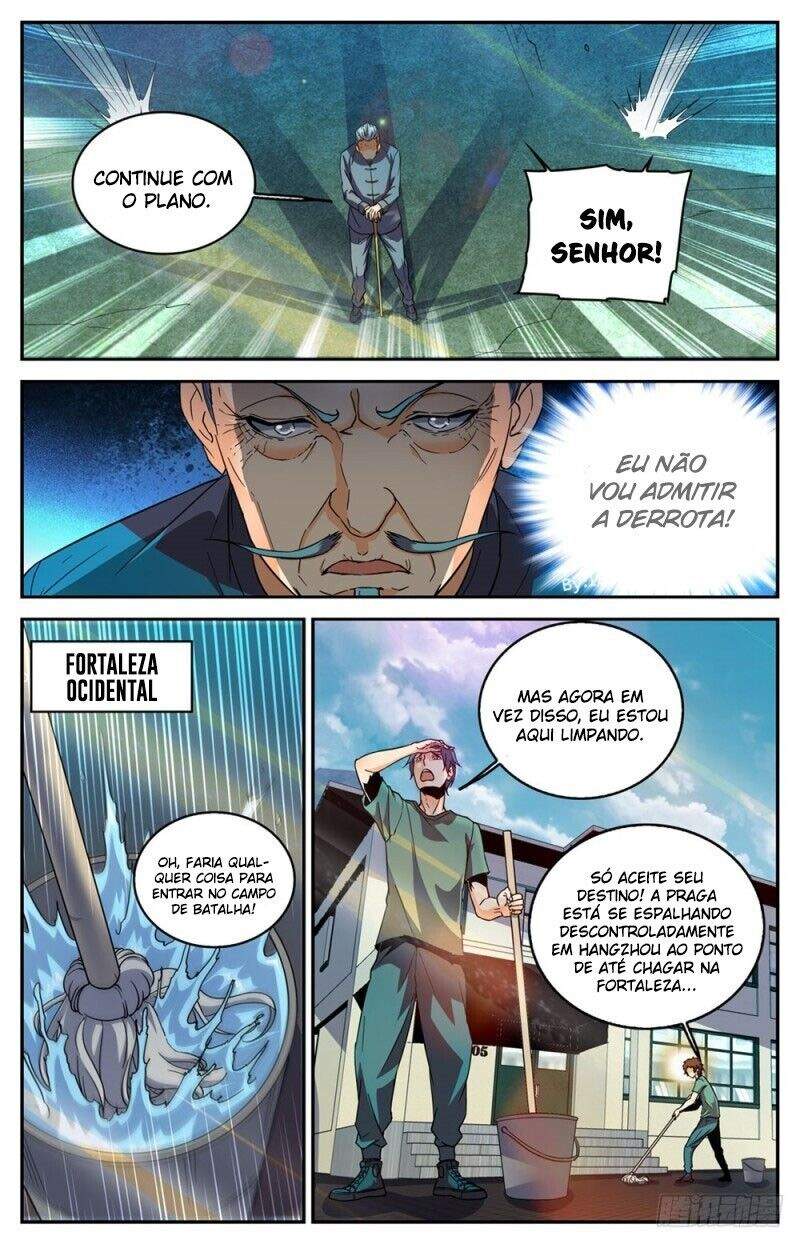 CONTINUE COM
O PLANO.
SIM,
SENHOR!
EU NÃO
VOU ADMITIR
A DERROTA!
FORTALEZA
OCIDENTAL
OH, FARIA QUAL-
QUER COISA PARA
ENTRAR NO CAMPO
DE BATALHA!
MAS AGORA EM
VEZ DISSO, EU ESTOU
AQUI LIMPANDO.
SÓ ACEITE SEU
DESTINO! A PRAGA
ESTÁ SE ESPALHANDO
DESCONTROLADAMENTE
EM HANGZHOU AO PONTO
DE ATÉ CHAGAR NA
FORTALEZA...
05